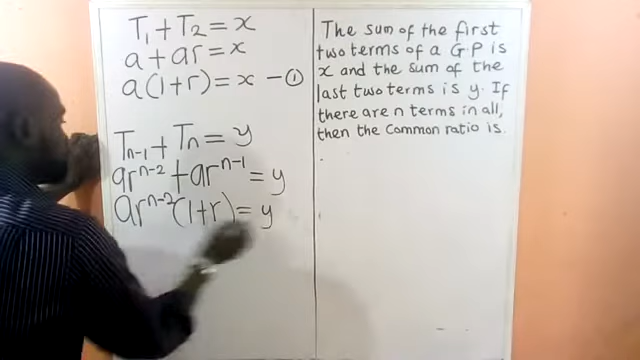 T₁ + T₂ = x
a + ar = x
a(1+r) = x - ①
Tₙ₋₁ + Tₙ = y
arⁿ⁻² + arⁿ⁻¹ = y
arⁿ⁻²(1+r) = y
The sum of the first
two terms of a G.P is
x and the sum of the
last two terms is y. If
there are n terms in all,
then the Common ratio is.